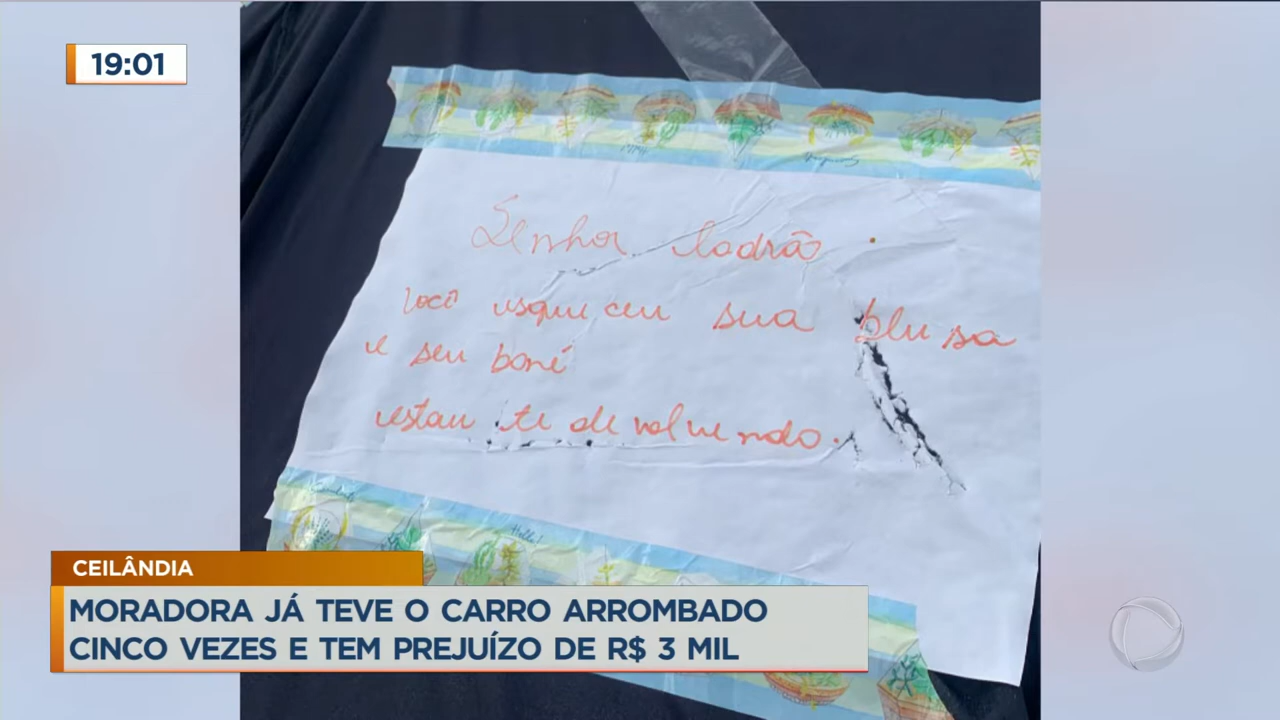 19:01
Senhor ladrão.
Você esqueceu sua blusa
e seu boné
estou te devolvendo.
Hello!
CEILÂNDIA
MORADORA JÁ TEVE O CARRO ARROMBADO
CINCO VEZES E TEM PREJUÍZO DE R$ 3 MIL